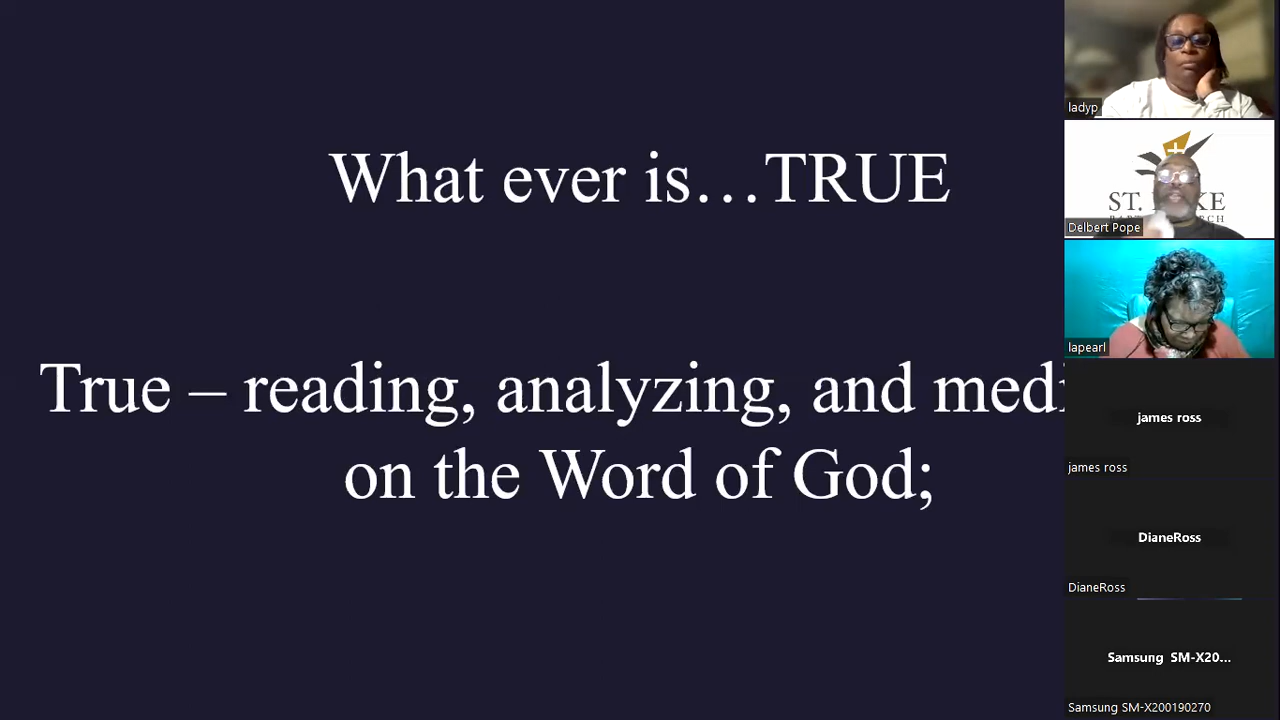 What ever is…TRUE
True – reading, analyzing, and medi
on the Word of God;
ladyp
ST.
Delbert Pope
lapearl
james ross
james ross
DianeRoss
DianeRoss
Samsung SM-X20...
Samsung SM-X200190270